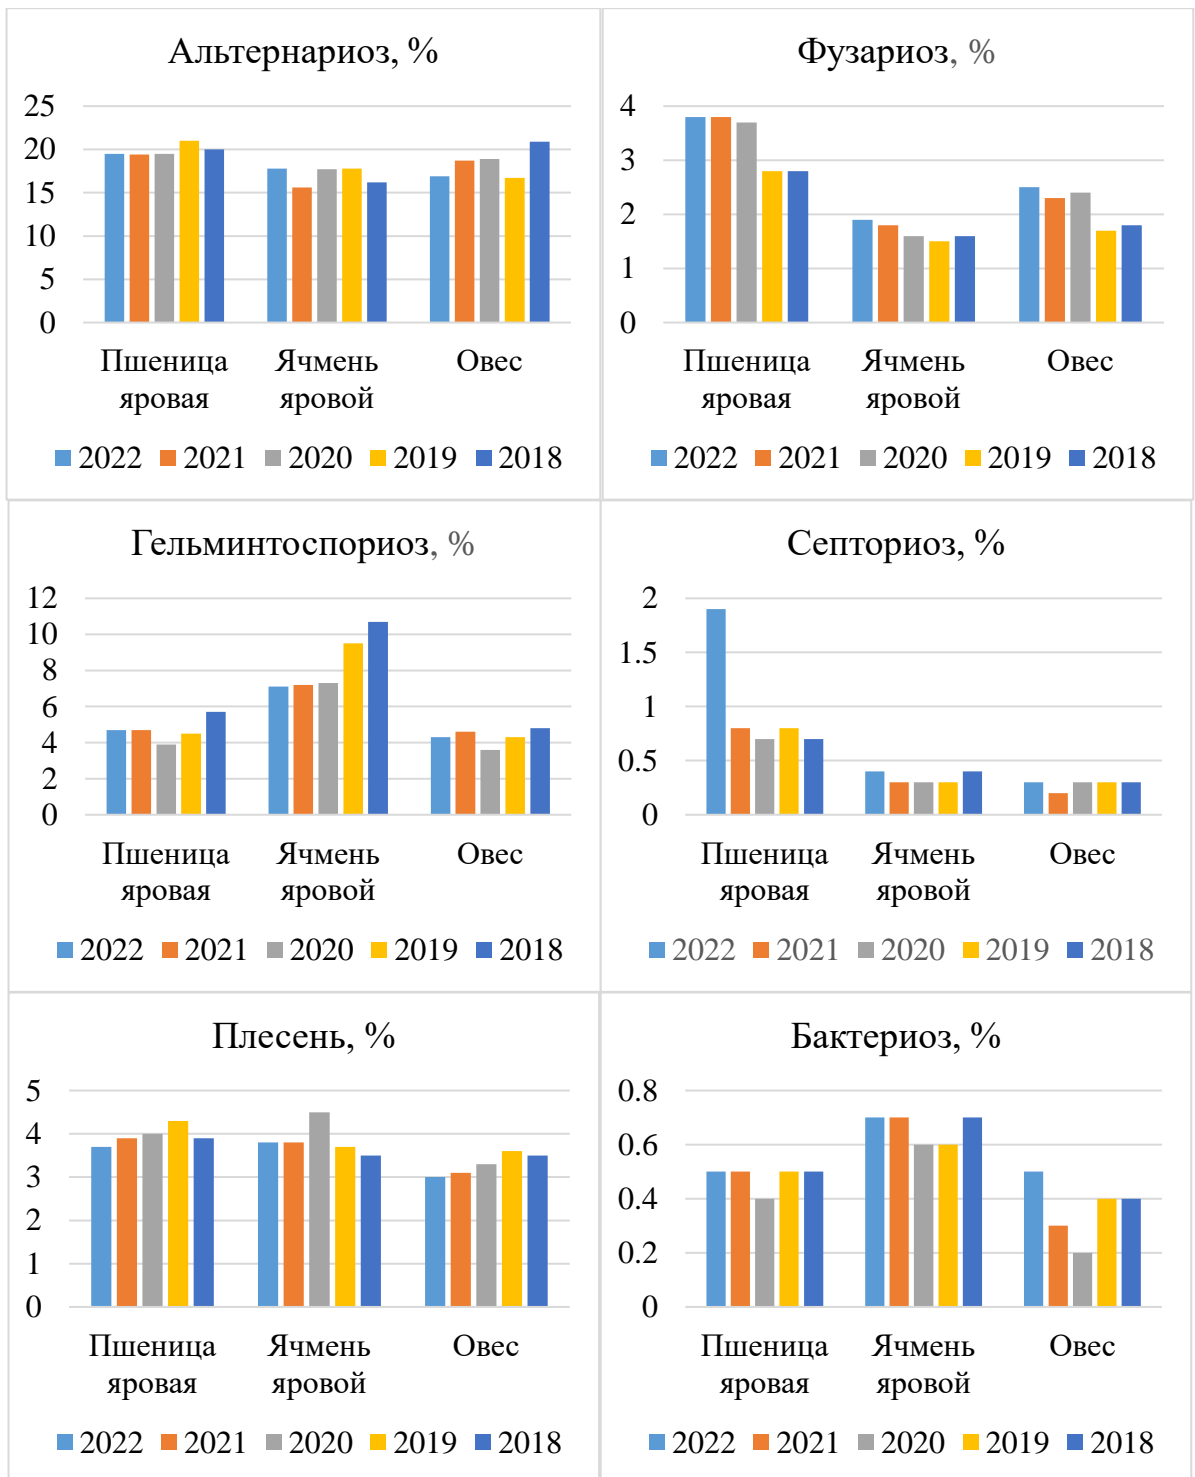 Альтернариоз, %
25
20
15
10
5
0
Пшеница яровая
Ячмень яровой
Овес
2022 2021 2020 2019 2018
Фузариоз, %
4
3
2
1
0
Пшеница яровая
Ячмень яровой
Овес
2022 2021 2020 2019 2018
Гельминтоспориоз, %
12
10
8
6
4
2
0
Пшеница яровая
Ячмень яровой
Овес
2022 2021 2020 2019 2018
Септориоз, %
2
1.5
1
0.5
0
Пшеница яровая
Ячмень яровой
Овес
2022 2021 2020 2019 2018
Плесень, %
5
4
3
2
1
0
Пшеница яровая
Ячмень яровой
Овес
2022 2021 2020 2019 2018
Бактериоз, %
0.8
0.6
0.4
0.2
0
Пшеница яровая
Ячмень яровой
Овес
2022 2021 2020 2019 2018